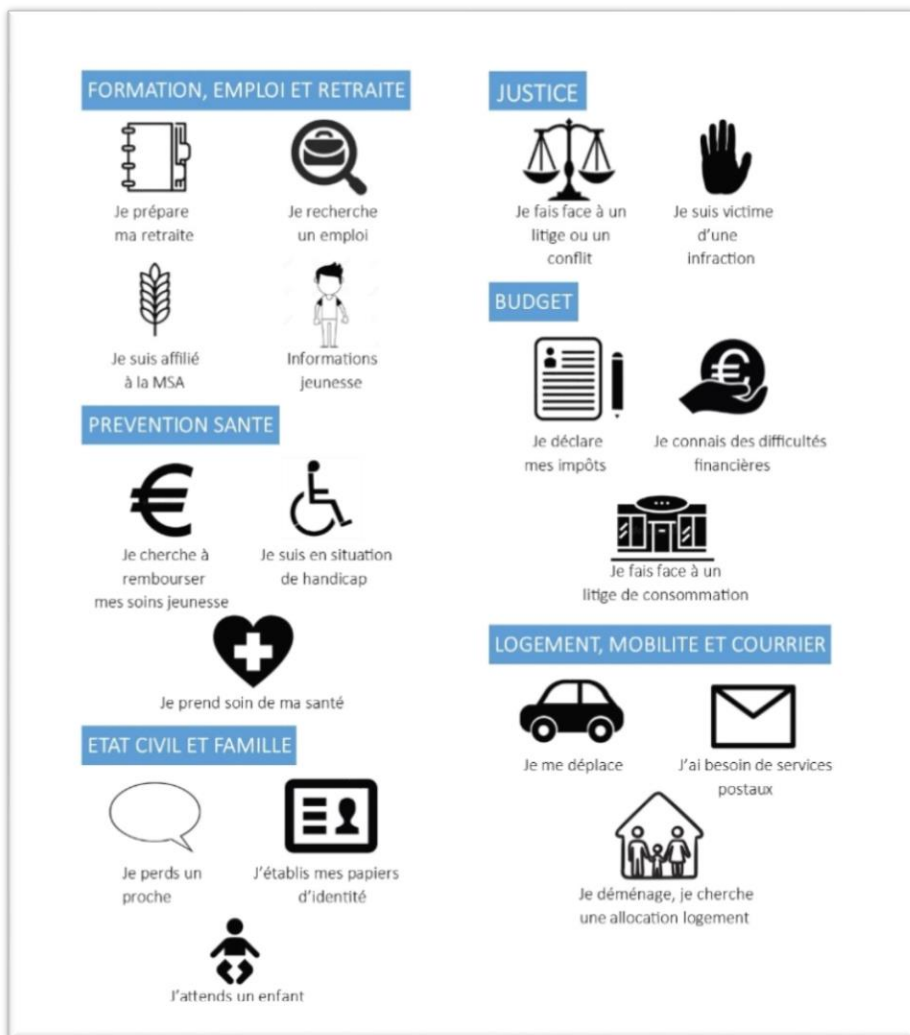 FORMATION, EMPLOI ET RETRAITE
Je prépare
ma retraite
Je recherche
un emploi
Je suis affilié
à la MSA
Informations
jeunesse
PREVENTION SANTE
Je cherche à
rembourser
mes soins jeunesse
Je suis en situation
de handicap
Je prend soin de ma santé
ETAT CIVIL ET FAMILLE
Je perds un
proche
J'établis mes papiers
d'identité
J'attends un enfant
JUSTICE
Je fais face à un
litige ou un
conflit
Je suis victime
d'une
infraction
BUDGET
Je déclare
mes impôts
Je connais des difficultés
financières
Je fais face à un
litige de consommation
LOGEMENT, MOBILITE ET COURRIER
Je me déplace
J'ai besoin de services
postaux
Je déménage, je cherche
une allocation logement